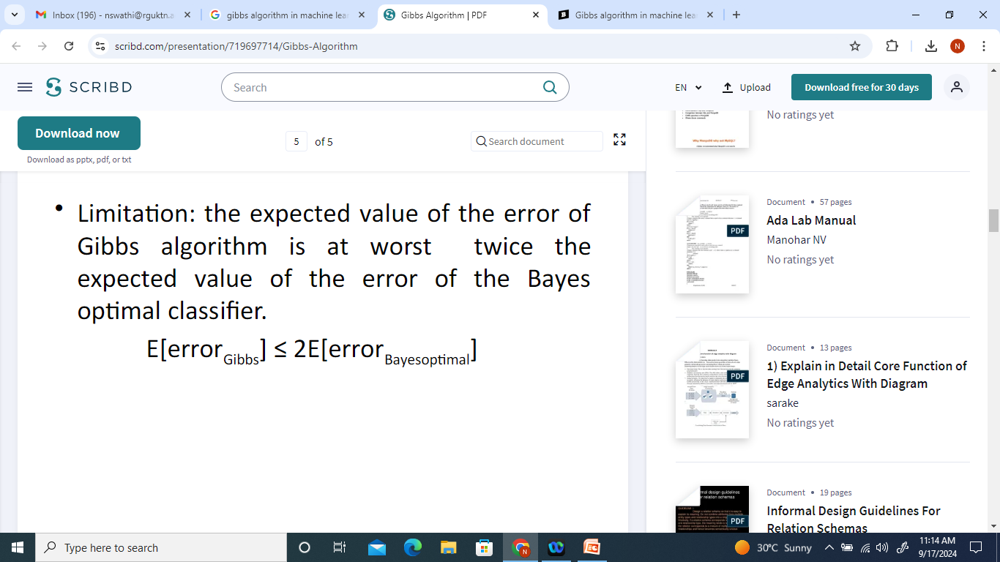 Inbox (196) - nswathi@rguktn.a
gibbs algorithm in machine lea
Gibbs Algorithm | PDF
Gibbs algorithm in machine lea
scribd.com/presentation/719697714/Gibbs-Algorithm
N
SCRIBD
Search
EN
Upload
Download free for 30 days
Download now
Download as pptx, pdf, or txt
5 of 5
Search document
• Limitation: the expected value of the error of
Gibbs algorithm is at worst twice the
expected value of the error of the Bayes
optimal classifier.
E[error Gibbs] ≤ 2E[error Bayesoptimal]
No ratings yet
Why MongoDB why not MySQL?
Document • 57 pages
Ada Lab Manual
PDF
Manohar NV
No ratings yet
Document • 13 pages
1) Explain in Detail Core Function of
Edge Analytics With Diagram
PDF
sarake
No ratings yet
Document • 19 pages
Informal Design Guidelines For
Relation Schemas
rmal design guidelines
or relation schemas
PDF
Type here to search
N
30°C Sunny
11:14 AM
9/17/2024